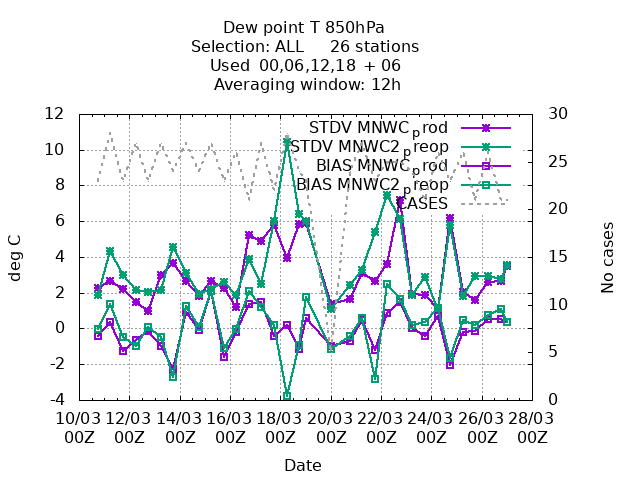 Dew point T 850hPa
Selection: ALL 26 stations
Used 00,06,12,18 + 06
Averaging window: 12h
12 30
10 25
8 20
6 15
4 10
2 5
0 0
-2
-4
deg C
No cases
STDV MNWC_prod
STDV MNWC2_preop
BIAS MNWC_prod
BIAS MNWC2_preop
CASES
10/03 12/03 14/03 16/03 18/03 20/03 22/03 24/03 26/03 28/03
00Z 00Z 00Z 00Z 00Z 00Z 00Z 00Z 00Z 00Z
Date